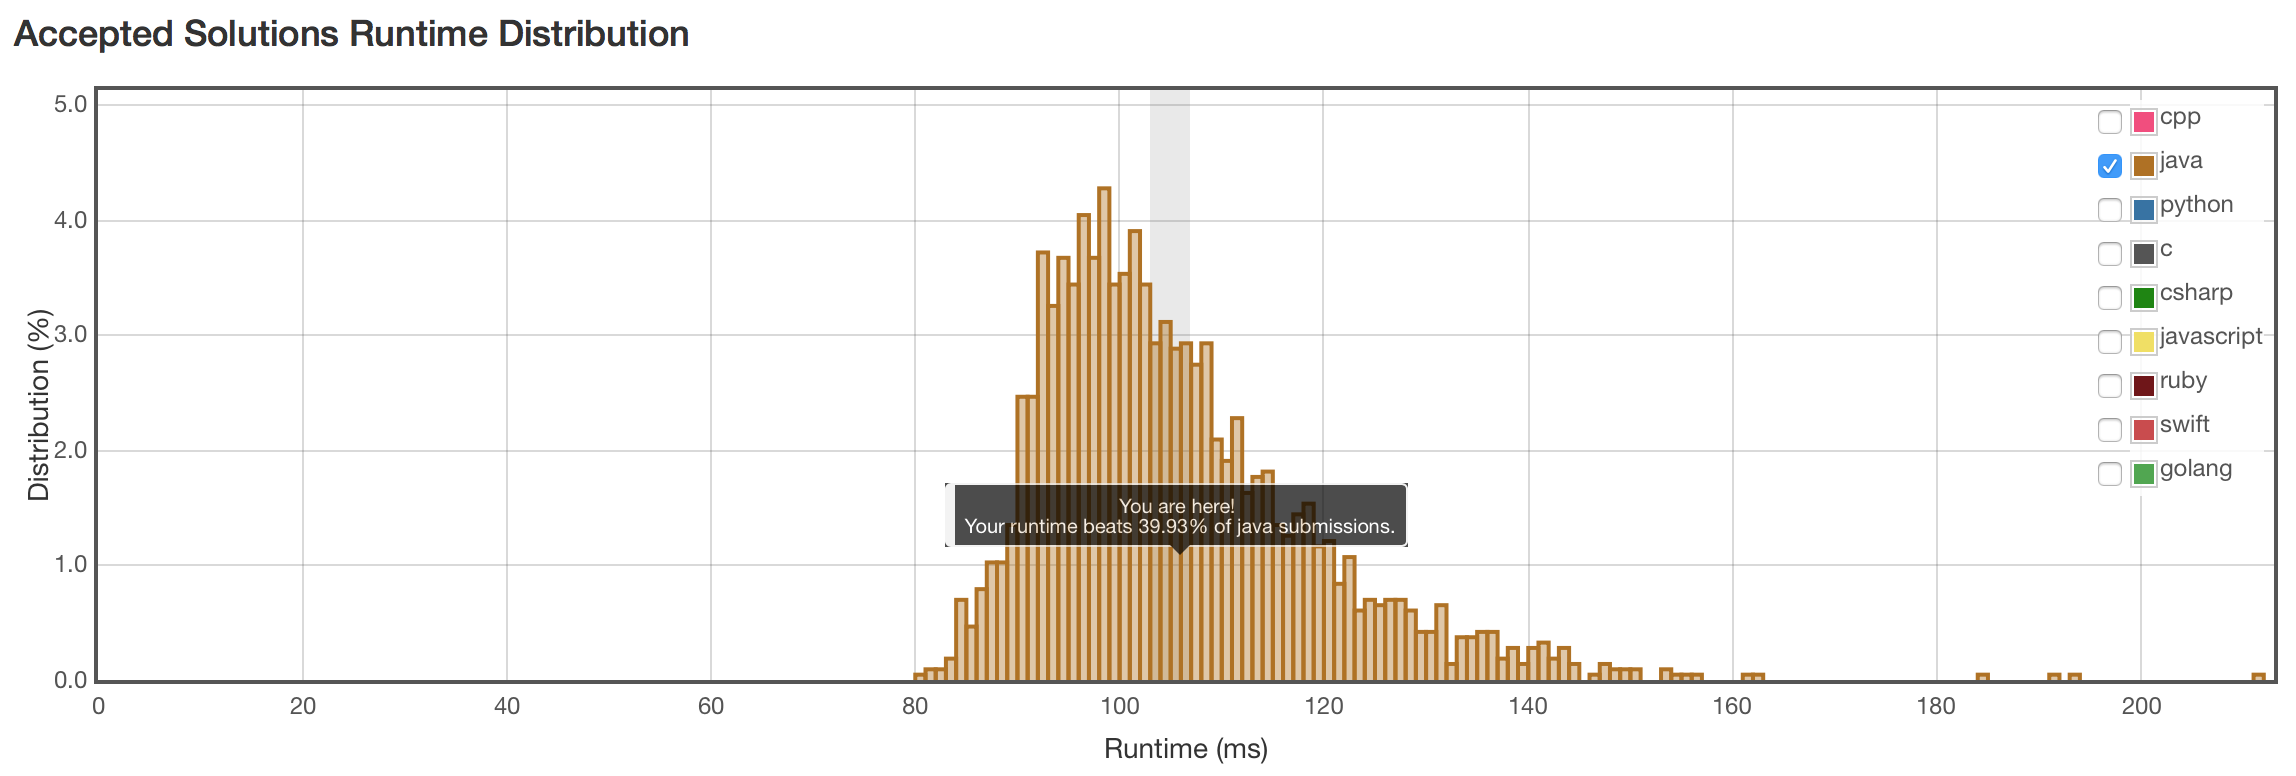 Accepted Solutions Runtime Distribution
5.0
4.0
3.0
2.0
1.0
0.0
Distribution (%)
cpp
java
python
c
csharp
javascript
ruby
swift
golang
You are here!
Your runtime beats 39.93% of java submissions.
0 20 40 60 80 100 120 140 160 180 200
Runtime (ms)